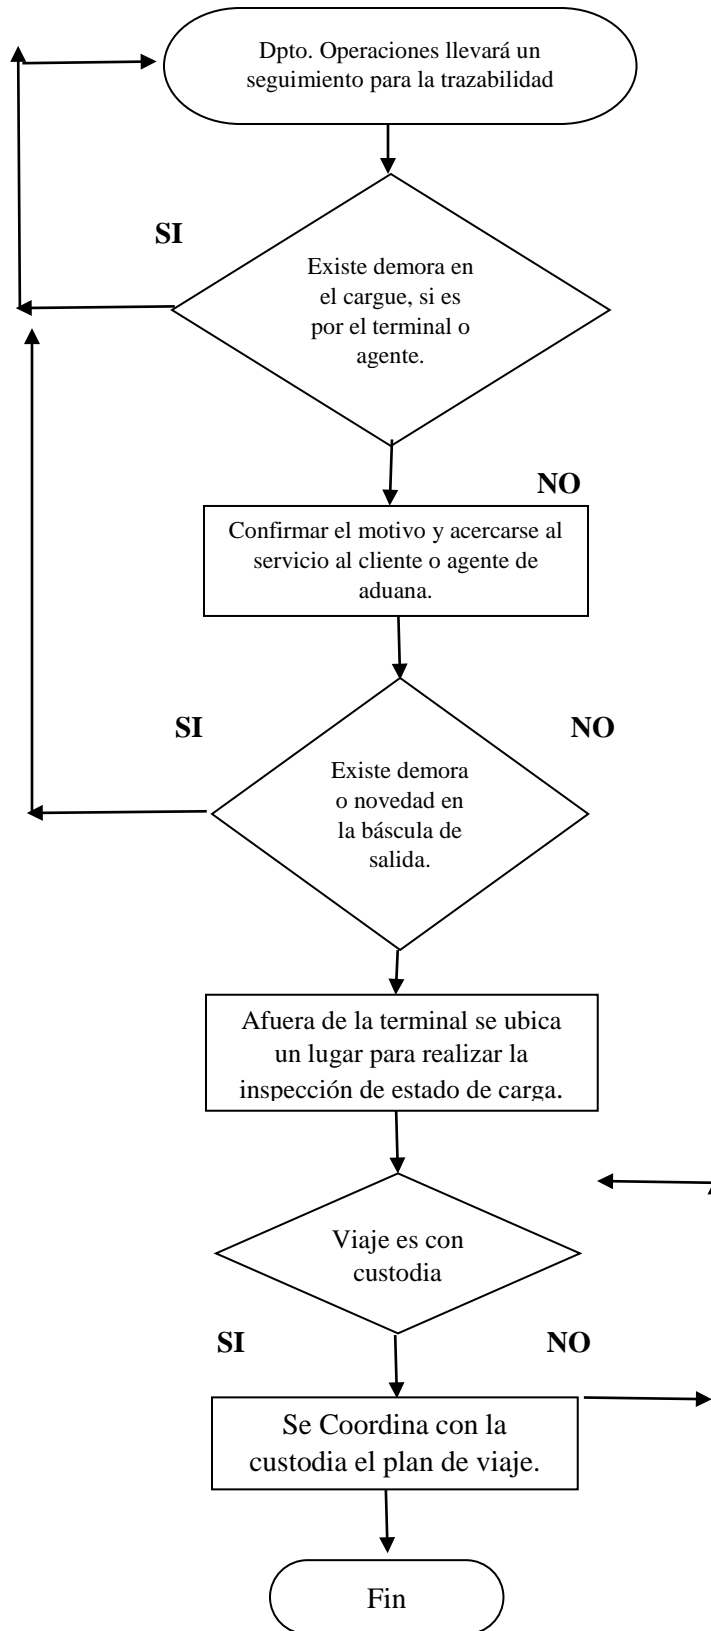 Dpto. Operaciones llevará un
seguimiento para la trazabilidad
SI
Existe demora en
el cargue, si es
por el terminal o
agente.
NO
Confirmar el motivo y acercarse al
servicio al cliente o agente de
aduana.
SI
NO
Existe demora
o novedad en
la báscula de
salida.
Afuera de la terminal se ubica
un lugar para realizar la
inspección de estado de carga.
Viaje es con
custodia
SI
NO
Se Coordina con la
custodia el plan de viaje.
Fin